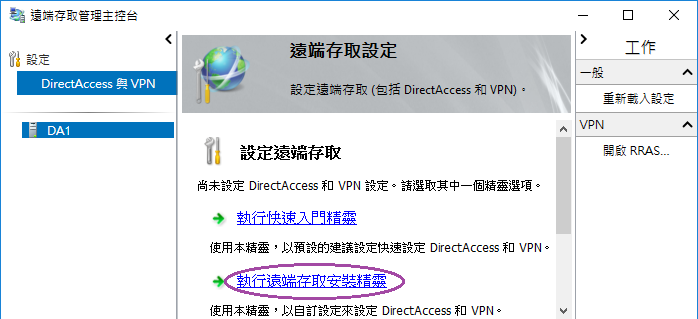 遠端存取管理主控台
設定
DirectAccess 與 VPN
DA1
遠端存取設定
設定遠端存取 (包括 DirectAccess 和 VPN)。
設定遠端存取
尚未設定 DirectAccess 和 VPN 設定。請選取其中一個精靈選項。
執行快速入門精靈
使用本精靈，以預設的建議設定快速設定 DirectAccess 和 VPN。
執行遠端存取安裝精靈
使用本精靈，以自訂設定來設定 DirectAccess 和 VPN。
工作
一般
重新載入設定
VPN
開啟 RRAS...